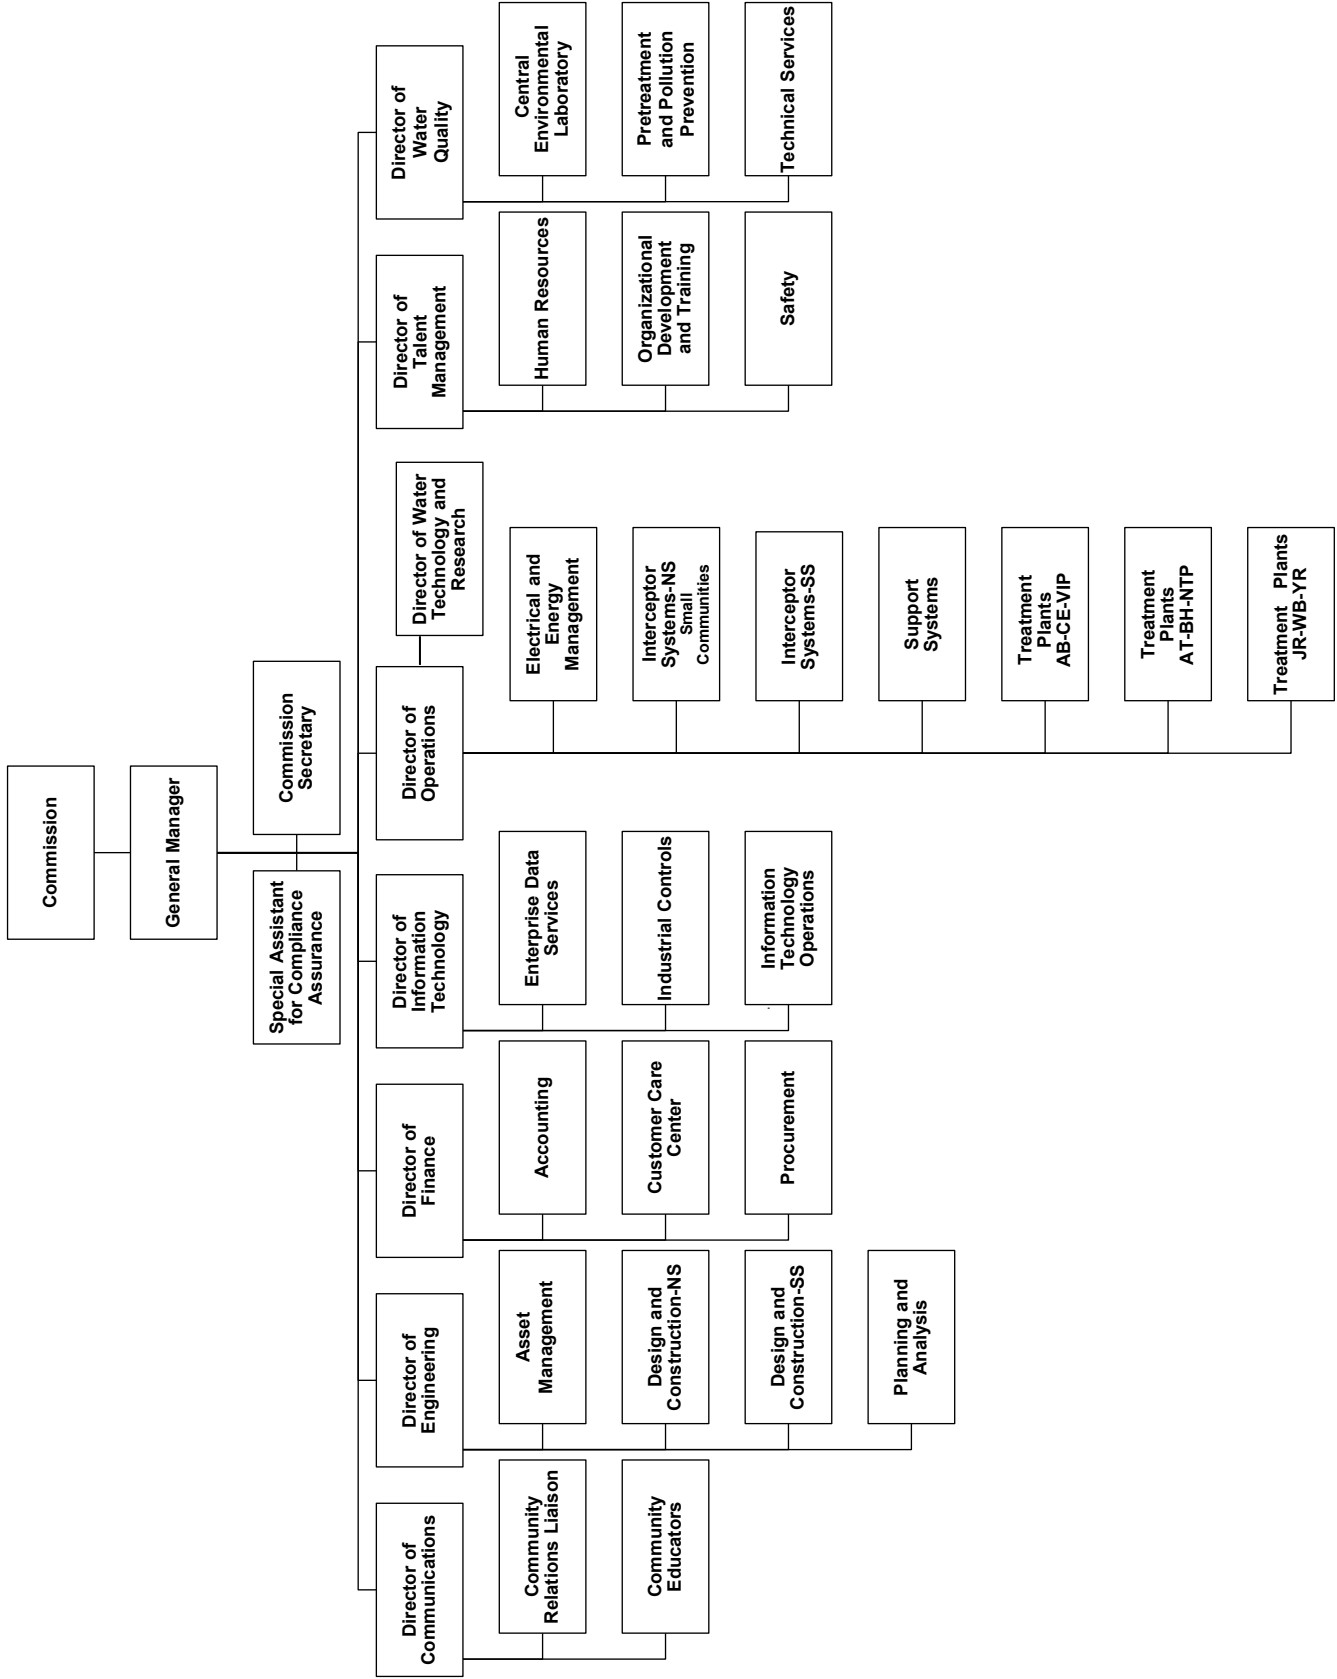 Commission
General Manager
Special Assistant
for Compliance
Assurance
Commission
Secretary
Director of
Communications
Community
Relations Liaison
Community
Educators
Director of
Engineering
Asset
Management
Design and
Construction-NS
Design and
Construction-SS
Planning and
Analysis
Director of
Finance
Accounting
Customer Care
Center
Procurement
Director of
Information
Technology
Enterprise Data
Services
Industrial Controls
Information
Technology
Operations
Director of
Operations
Director of Water
Technology and
Research
Electrical and
Energy
Management
Interceptor
Systems-NS
Small
Communities
Interceptor
Systems-SS
Support
Systems
Treatment
Plants
AB-CE-VIP
Treatment
Plants
AT-BH-NTP
Treatment Plants
JR-WB-YR
Director of
Talent
Management
Human Resources
Organizational
Development
and Training
Safety
Director of
Water
Quality
Central
Environmental
Laboratory
Pretreatment
and Pollution
Prevention
Technical Services